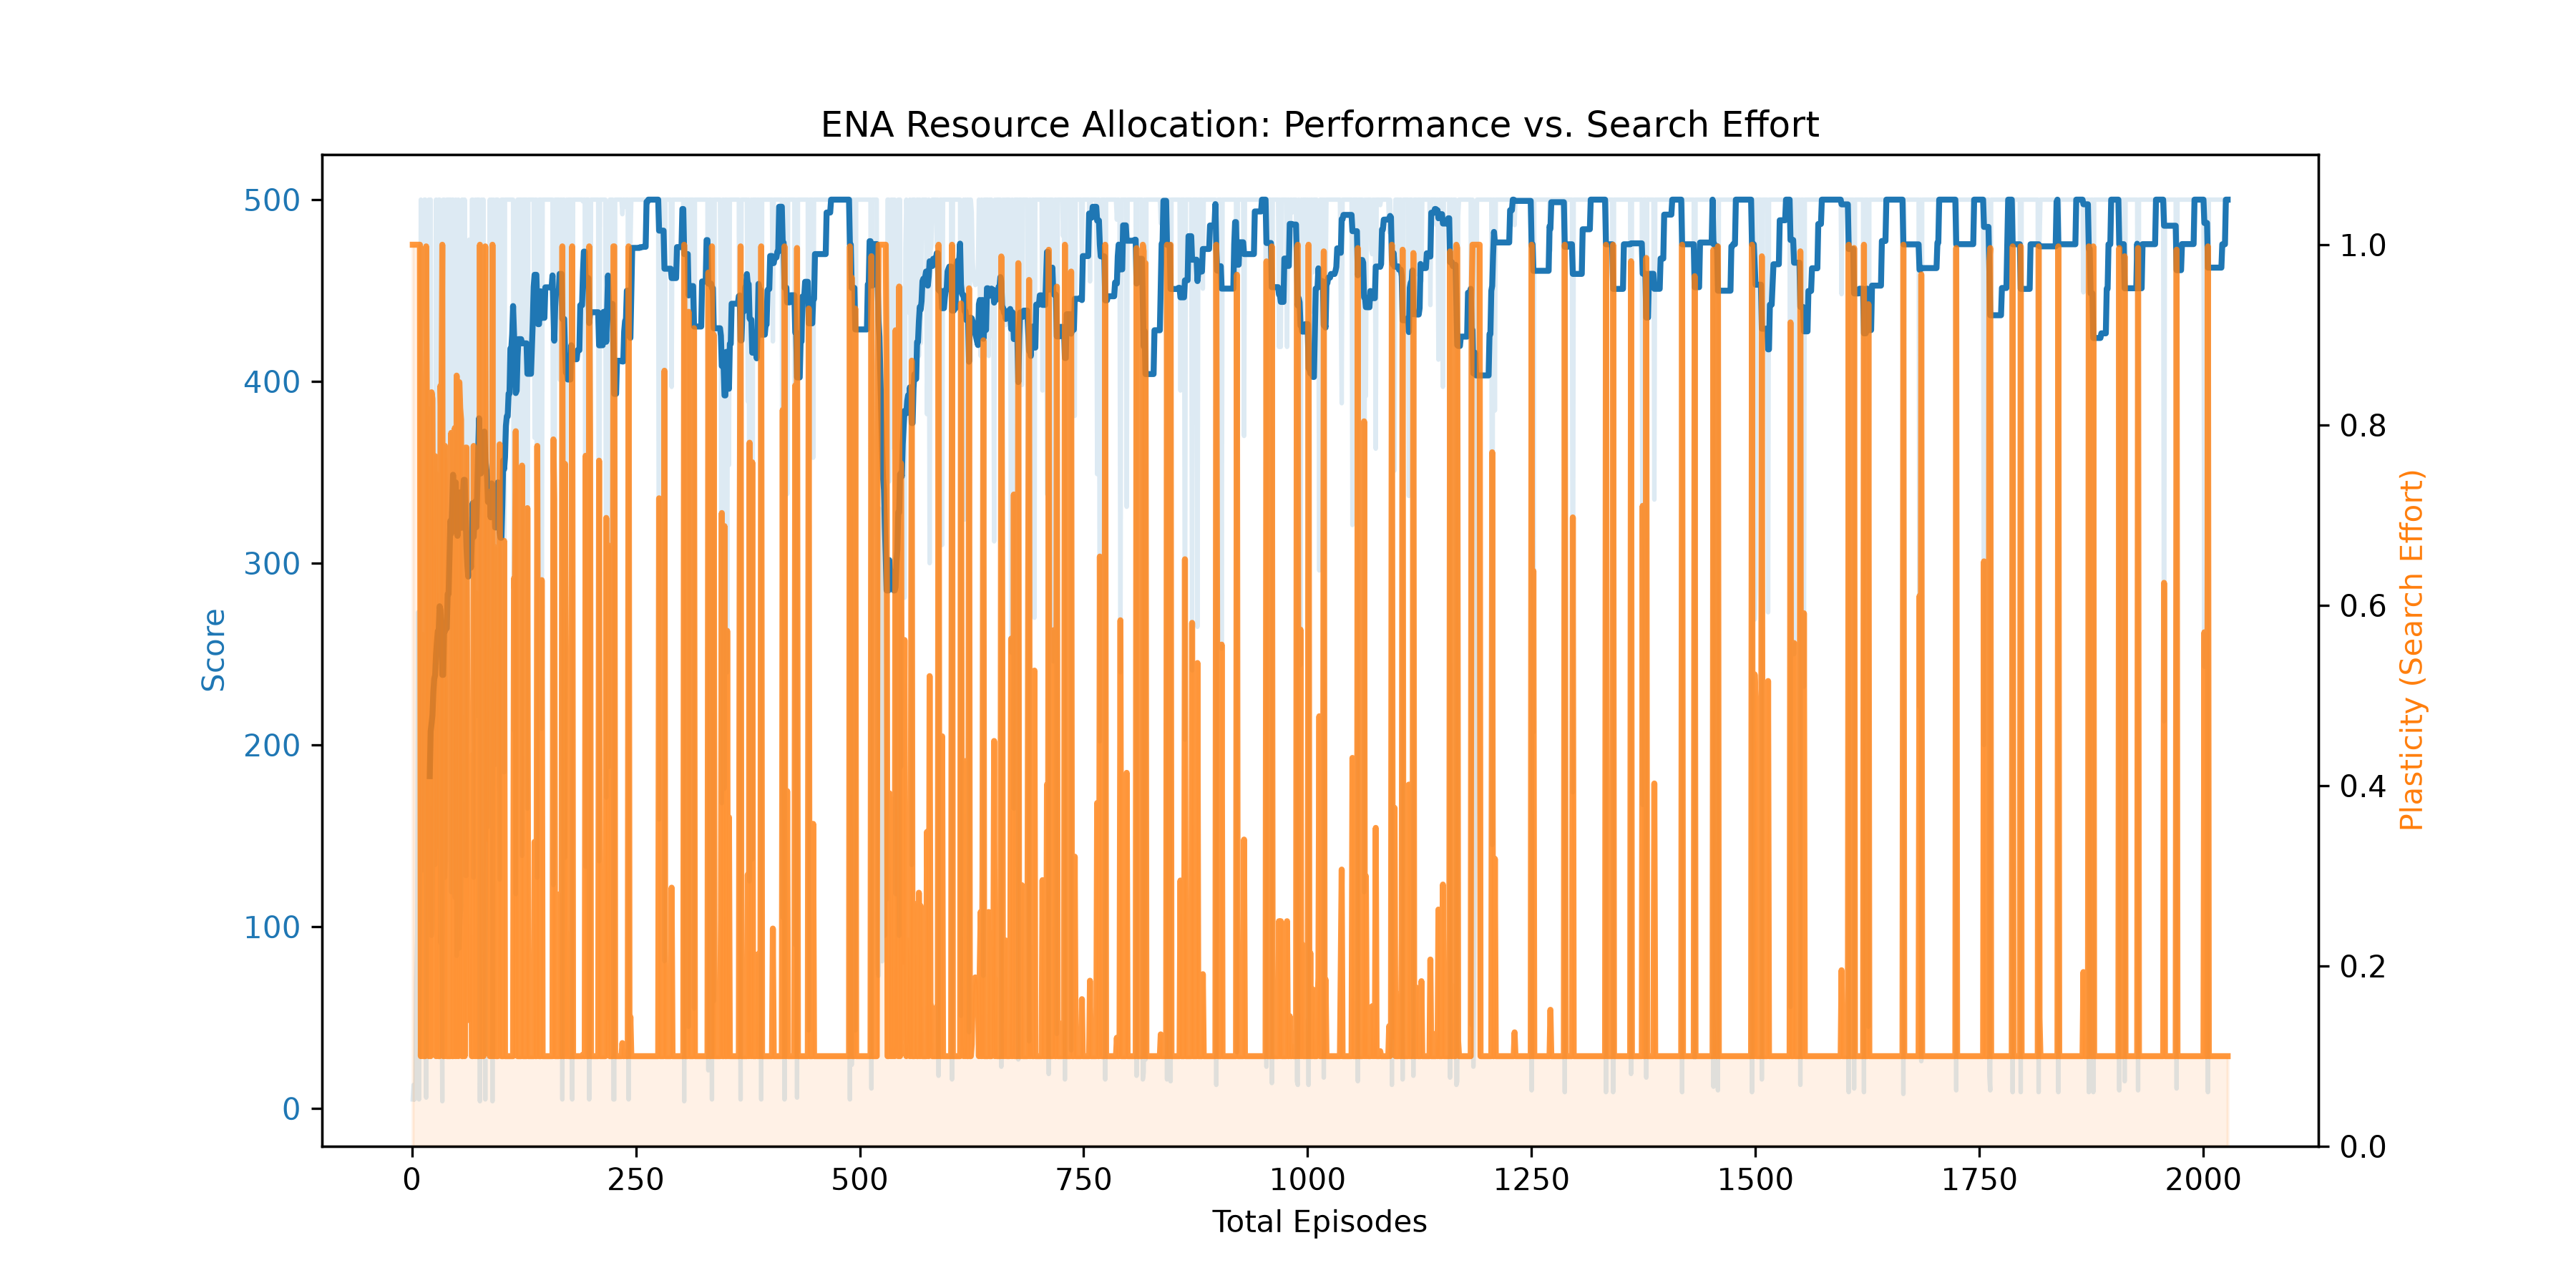 ENA Resource Allocation: Performance vs. Search Effort
500
400
300
200
100
0
Score
1.0
0.8
0.6
0.4
0.2
0.0
Plasticity (Search Effort)
0 250 500 750 1000 1250 1500 1750 2000
Total Episodes